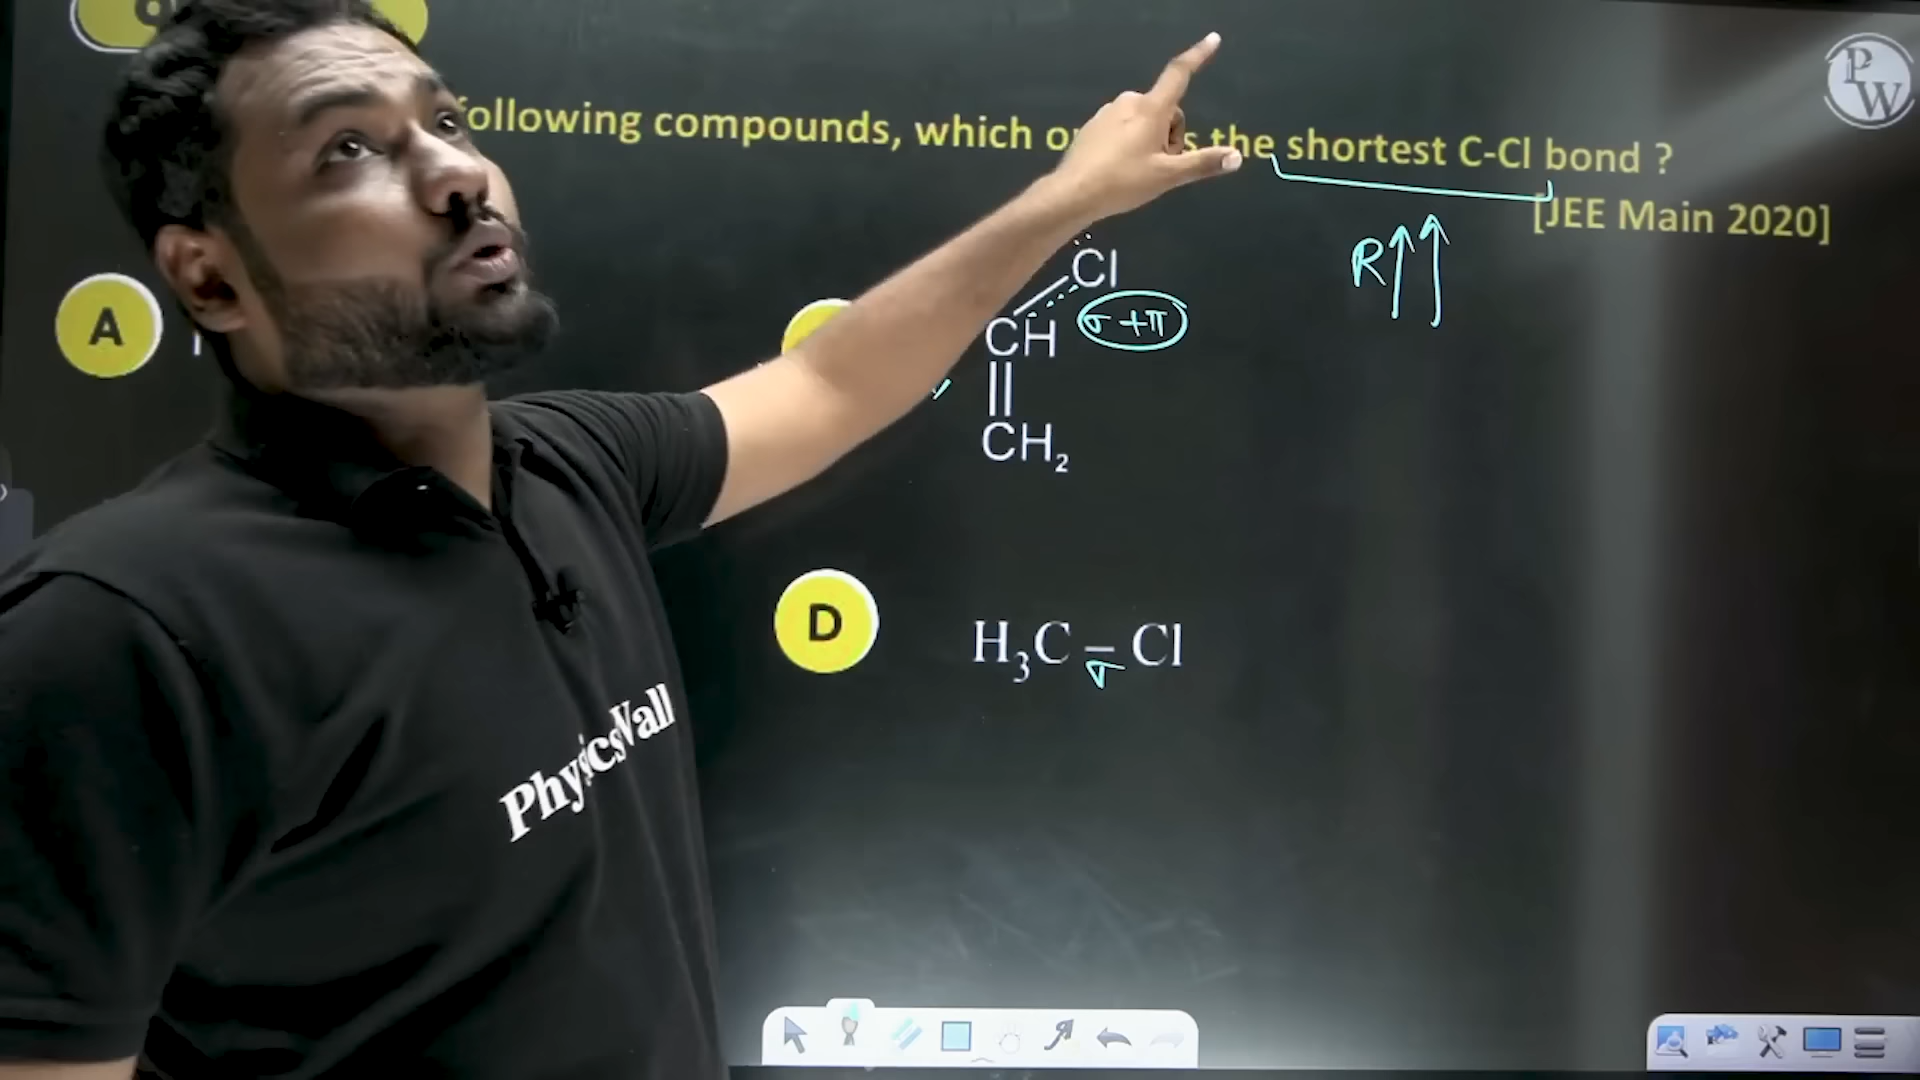 following compounds, which the shortest C-Cl bond ?
[JEE Main 2020]
PW
R↑↑
A
Cl
σ+π
CH
CH₂
D
H₃C – Cl
σ
PhysicsWall